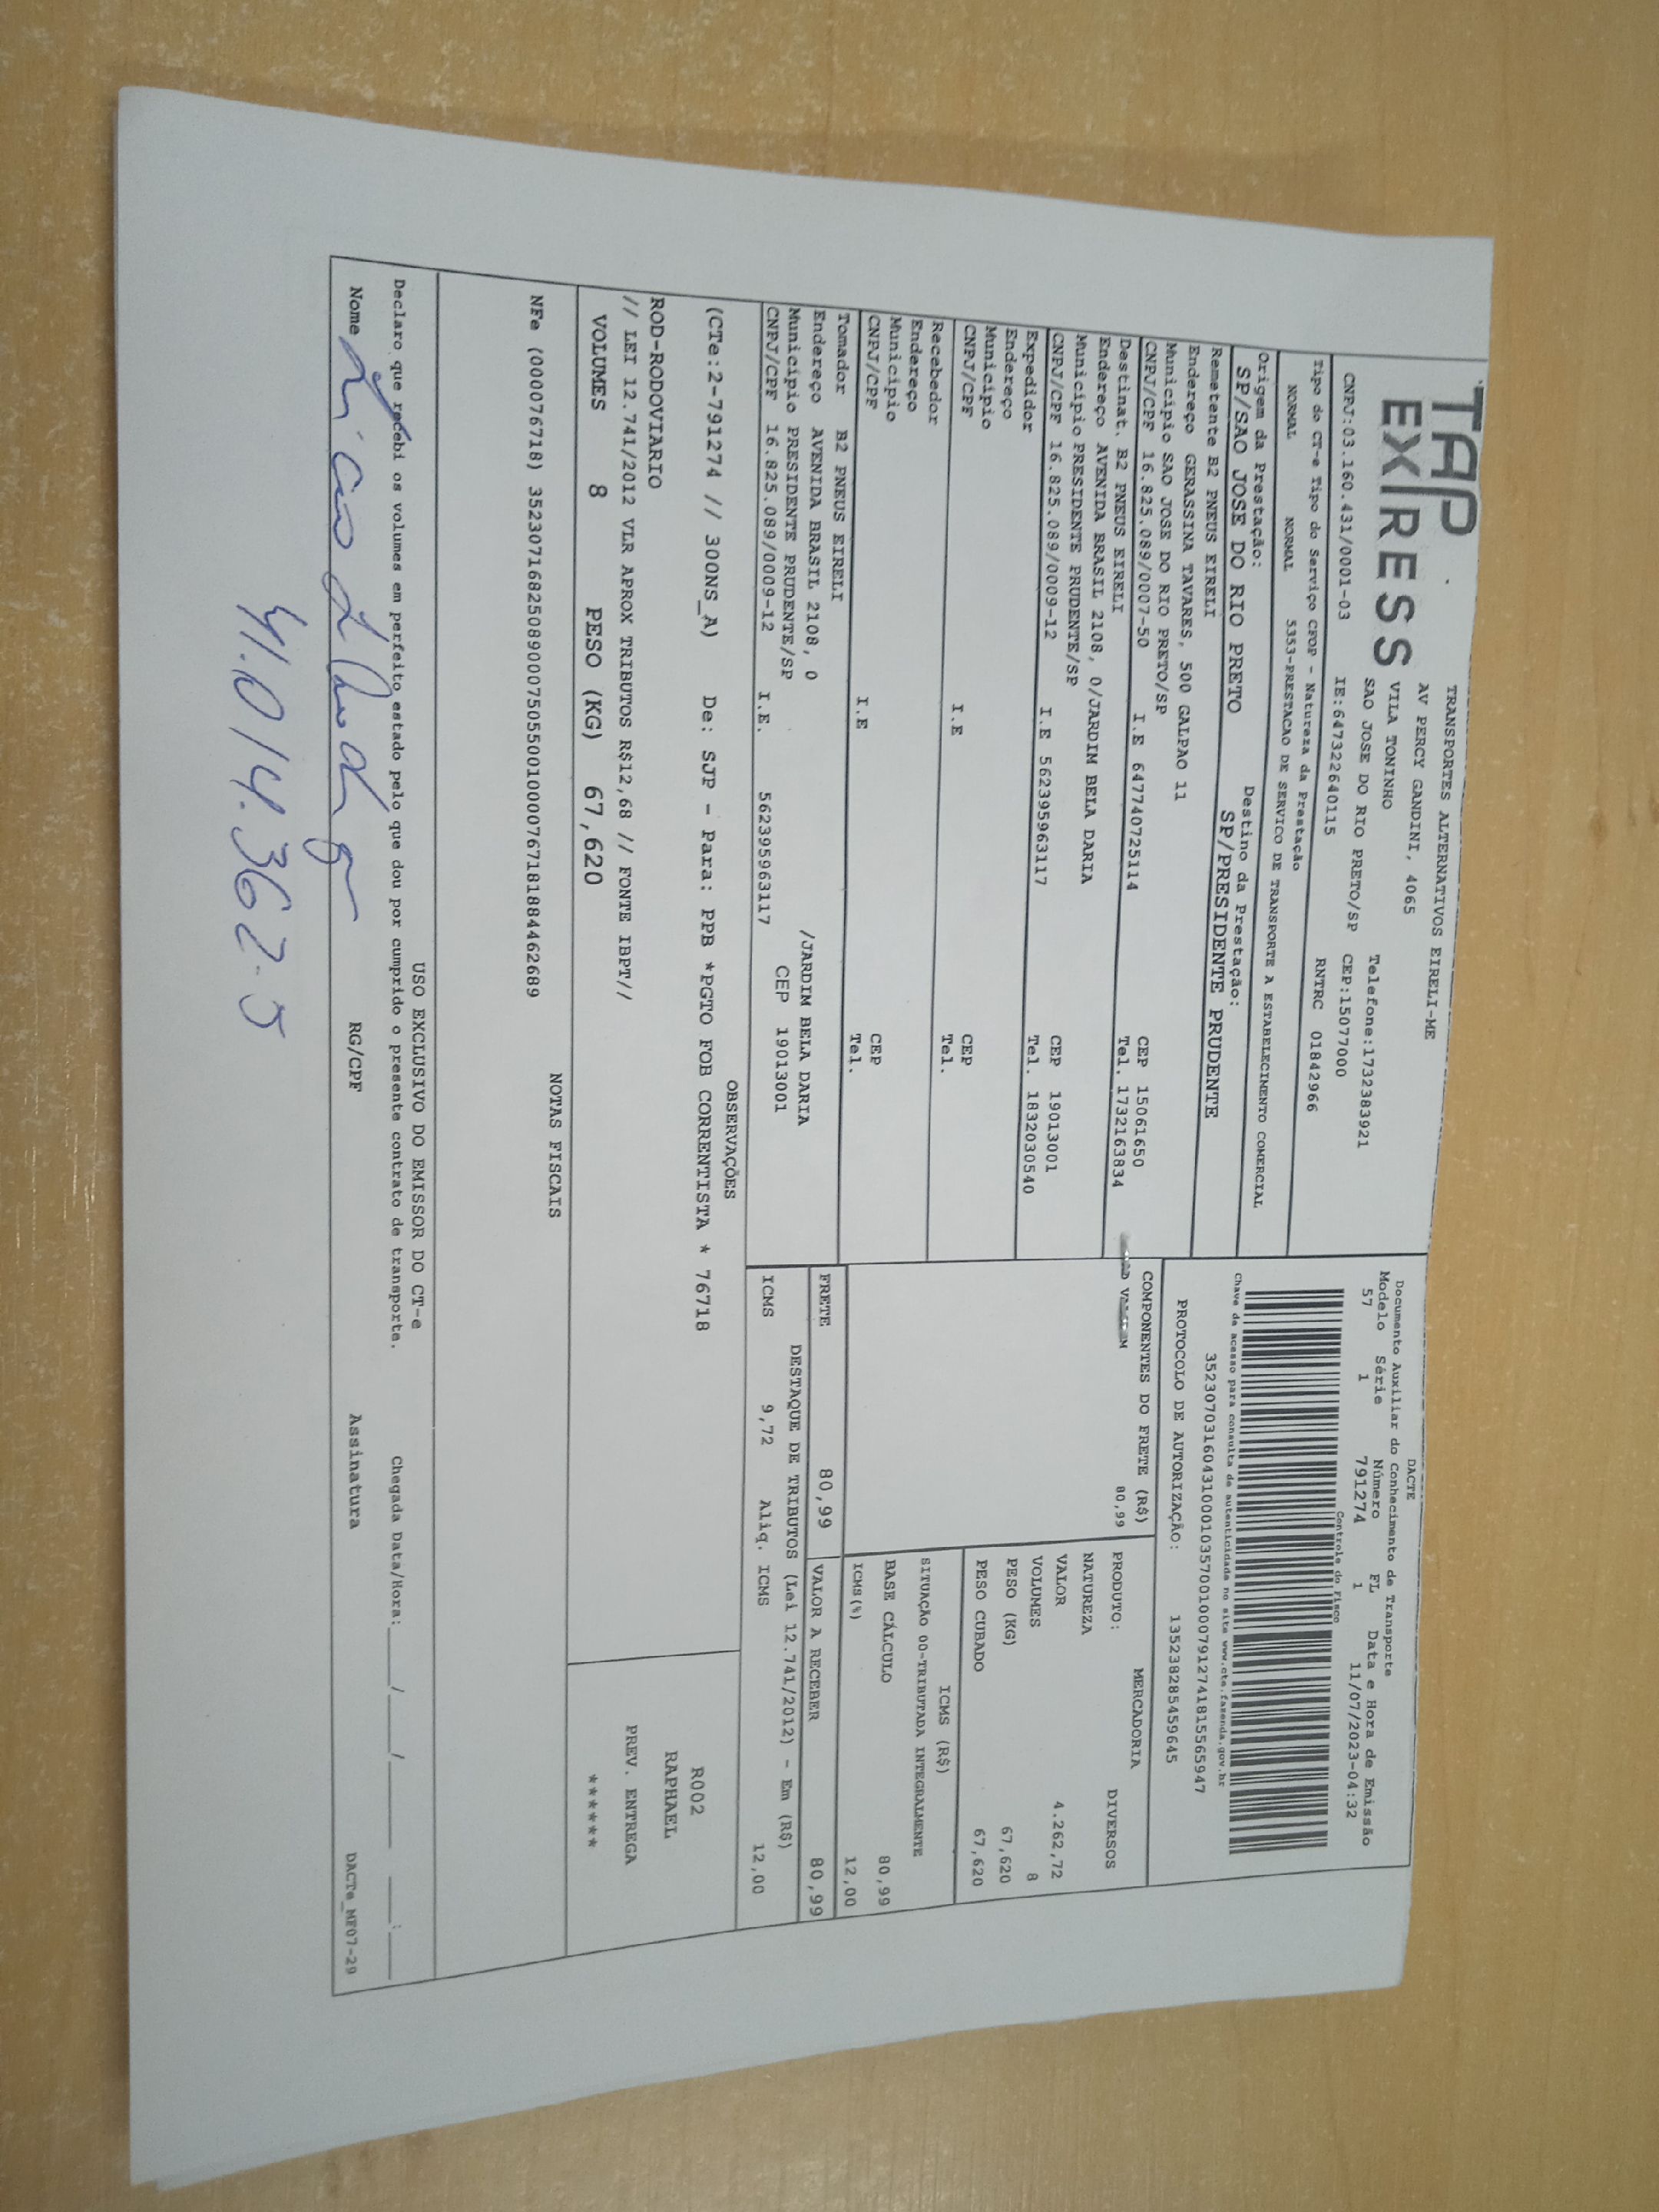 TAP
EXPRESS
TRANSPORTES ALTERNATIVOS EIRELI-ME
AV PERCY GANDINI, 4065
VILA TONINHO
SAO JOSE DO RIO PRETO/SP Telefone:1732383921
CNPJ:03.160.431/0001-03 IE:647322640115 CEP:15077000
Tipo do CT-e Tipo do Serviço CFOP - Natureza da Prestação RNTRC 01842966
NORMAL NORMAL 5353-PRESTACAO DE SERVICO DE TRANSPORTE A ESTABELECIMENTO COMERCIAL
Origem da Prestação: Destino da Prestação:
SP/SAO JOSE DO RIO PRETO SP/PRESIDENTE PRUDENTE
Remetente B2 PNEUS EIRELI
Endereço GERASSINA TAVARES, 500 GALPAO 11
Município SAO JOSE DO RIO PRETO/SP CEP 15061650
CNPJ/CPF 16.825.089/0007-50 I.E 647740725114 Tel. 1732163834
Destinat. B2 PNEUS EIRELI
Endereço AVENIDA BRASIL 2108, 0/JARDIM BELA DARIA
Município PRESIDENTE PRUDENTE/SP CEP 19013001
CNPJ/CPF 16.825.089/0009-12 I.E 562395963117 Tel. 1832030540
Expedidor
Endereço
Município CEP
CNPJ/CPF I.E Tel.
Recebedor
Endereço
Município CEP
CNPJ/CPF I.E Tel.
Tomador B2 PNEUS EIRELI
Endereço AVENIDA BRASIL 2108, 0 /JARDIM BELA DARIA
Município PRESIDENTE PRUDENTE/SP CEP 19013001
CNPJ/CPF 16.825.089/0009-12 I.E. 562395963117
DACTE
Documento Auxiliar do Conhecimento de Transporte
Modelo Série Número FL Data e Hora de Emissão
57 1 791274 1 11/07/2023-04:32
Controle do Fisco
Chave de acesso para consulta de autenticidade no site www.cte.fazenda.gov.br
35230703160431000103570010007912741815565947
PROTOCOLO DE AUTORIZAÇÃO: 135238285459645
COMPONENTES DO FRETE (R$)
80,99
MERCADORIA
PRODUTO: DIVERSOS
NATUREZA
VALOR 4.262,72
VOLUMES 8
PESO (KG) 67,620
PESO CUBADO 67,620
ICMS (R$)
SITUAÇÃO 00-TRIBUTADA INTEGRALMENTE
BASE CÁLCULO 80,99
ICMS(%) 12,00
FRETE 80,99 VALOR A RECEBER 80,99
DESTAQUE DE TRIBUTOS (Lei 12.741/2012) - Em (R$)
ICMS 9,72 Aliq. ICMS 12,00
OBSERVAÇÕES
(CTe:2-791274 // 300NS_A) De: SJP - Para: PPB *PGTO FOB CORRENTISTA * 76718
ROD-RODOVIARIO
// LEI 12.741/2012 VLR APROX TRIBUTOS R$12,68 // FONTE IBPT//
VOLUMES 8 PESO (KG) 67,620
R002
RAPHAEL
PREV. ENTREGA
******
NOTAS FISCAIS
NFe (000076718) 35230716825089000750550010000767181884462689
USO EXCLUSIVO DO EMISSOR DO CT-e
Declaro que recebi os volumes em perfeito estado pelo que dou por cumprido o presente contrato de transporte. Chegada Data/Hora:____/____/______ ___:____
Nome RG/CPF Assinatura DACTe_MF07-29
41.014.362-5